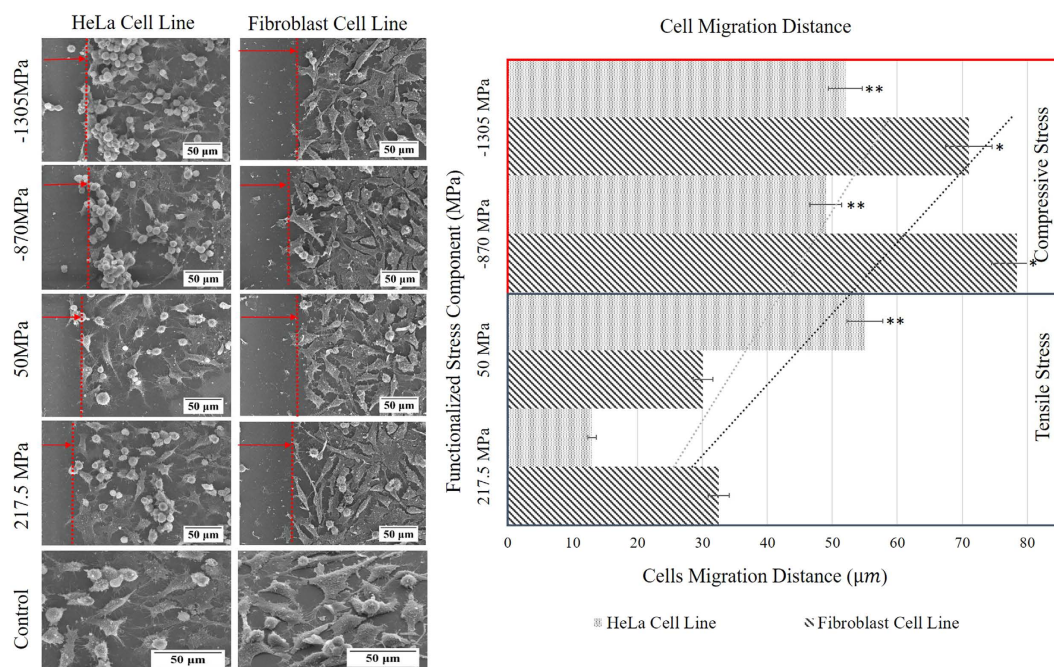 HeLa Cell Line
Fibroblast Cell Line
-1305MPa
50 µm
50 µm
-870MPa
50 µm
50 µm
50MPa
50 µm
50 µm
217.5 MPa
50 µm
50 µm
Control
50 µm
50 µm
Cell Migration Distance
Functionalized Stress Component (MPa)
-1305 MPa
**
*
-870 MPa
**
*
50 MPa
**
217.5 MPa
Compressive Stress
Tensile Stress
0 10 20 30 40 50 60 70 80
Cells Migration Distance (µm)
HeLa Cell Line
Fibroblast Cell Line